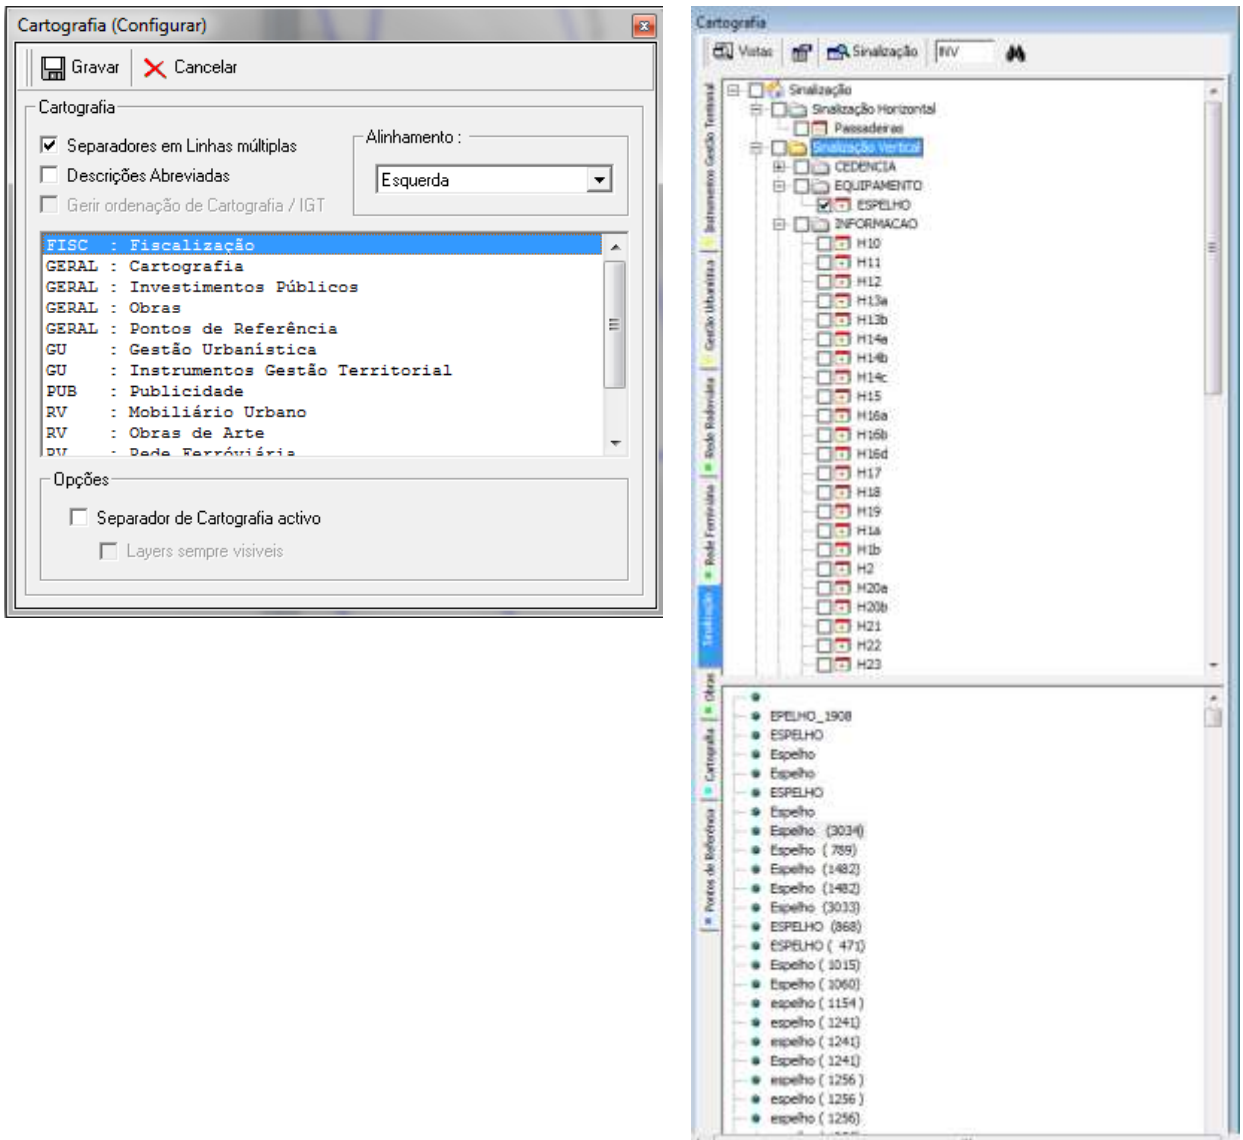 Cartografia (Configurar)
Gravar
Cancelar
Cartografia
Separadores em Linhas múltiplas
Descrições Abreviadas
Gerir ordenação de Cartografia / IGT
Alinhamento :
Esquerda
FISC : Fiscalização
GERAL : Cartografia
GERAL : Investimentos Públicos
GERAL : Obras
GERAL : Pontos de Referência
GU : Gestão Urbanística
GU : Instrumentos Gestão Territorial
PUB : Publicidade
RV : Mobiliário Urbano
RV : Obras de Arte
RV : Rede Ferróviária
Opções
Separador de Cartografia activo
Layers sempre visiveis
Cartografia
Vistas
Sinalização
INV
Instrumentos Gestão Territorial
Gestão Urbanística
Rede Rodoviária
Rede Ferroviária
Sinalização
Obras
Cartografia
Pontos de Referência
Sinalização
Sinalização Horizontal
Passadeiras
Sinalização Vertical
CEDENCIA
EQUIPAMENTO
ESPELHO
INFORMACAO
H10
H11
H12
H13a
H13b
H14a
H14b
H14c
H15
H16a
H16b
H16d
H17
H18
H19
H1a
H1b
H2
H20a
H20b
H21
H22
H23
EPELHO_1908
ESPELHO
Espelho
Espelho
ESPELHO
Espelho
Espelho (3034)
Espelho ( 789)
Espelho (1482)
Espelho (1482)
Espelho (3033)
ESPELHO (868)
ESPELHO ( 471)
Espelho ( 1015)
Espelho ( 1060)
espelho ( 1154 )
espelho ( 1241)
espelho ( 1241)
Espelho ( 1241)
espelho ( 1256 )
espelho ( 1256 )
espelho ( 1256)